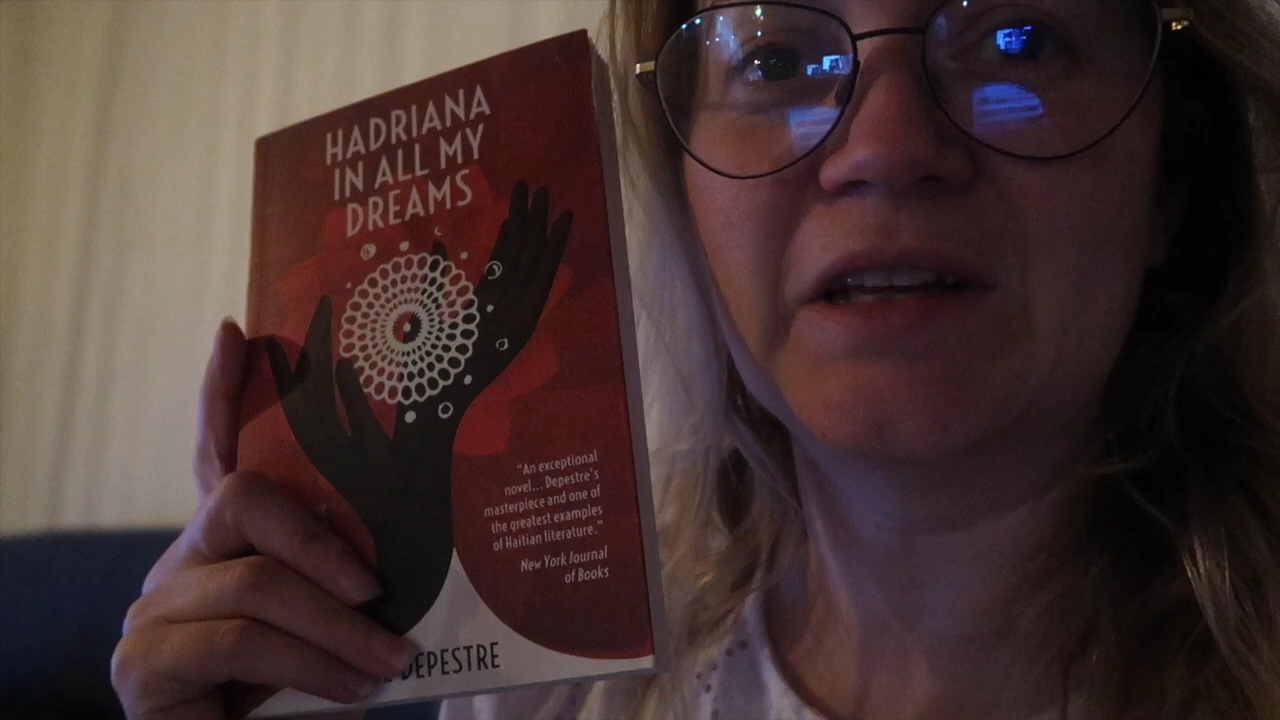 HADRIANA
IN ALL MY
DREAMS
"An exceptional
novel... Depestre's
masterpiece and one of
the greatest examples
of Haitian literature."
New York Journal
of Books
DEPESTRE